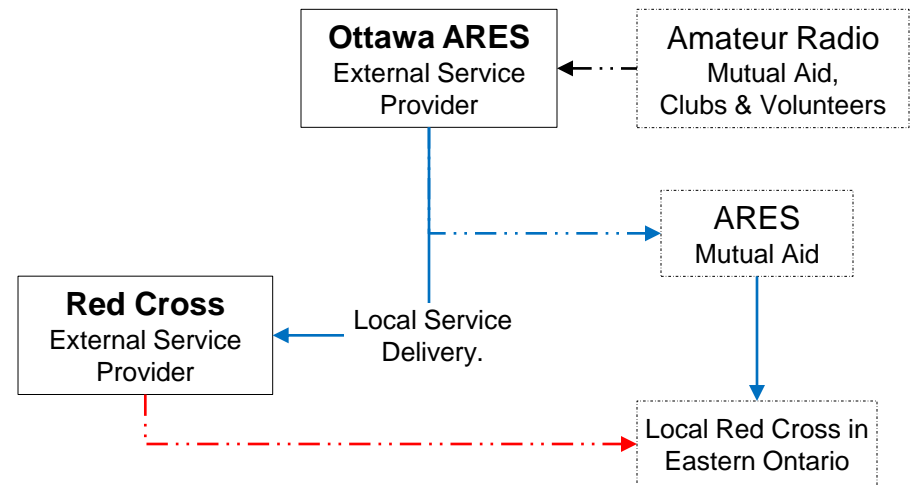 Ottawa ARES
External Service
Provider
Amateur Radio
Mutual Aid,
Clubs & Volunteers
ARES
Mutual Aid
Red Cross
External Service
Provider
Local Service
Delivery.
Local Red Cross in
Eastern Ontario